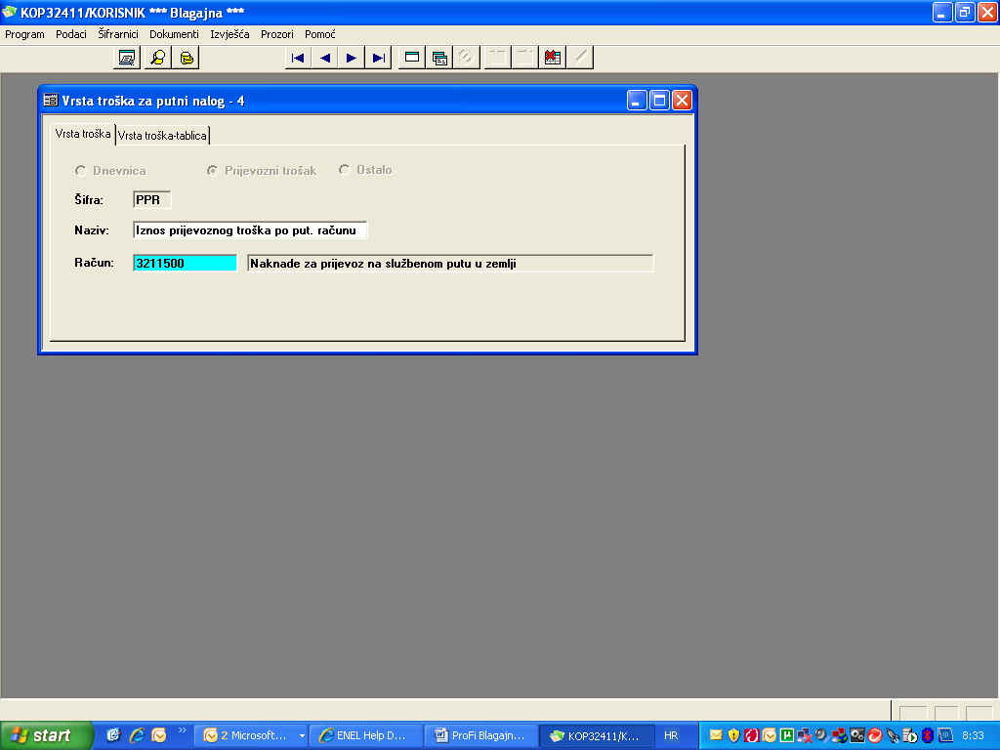 KOP32411/KORISNIK *** Blagajna ***
Program Podaci Šifrarnici Dokumenti Izvješća Prozori Pomoć
Vrsta troška za putni nalog - 4
Vrsta troška Vrsta troška-tablica
Dnevnica Prijevozni trošak Ostalo
Šifra: PPR
Naziv: Iznos prijevoznog troška po put. računu
Račun: 3211500 Naknade za prijevoz na službenom putu u zemlji
start » 2 Microsoft... ENEL Help D... ProFi Blagajn... KOP32411/K... HR 8:33